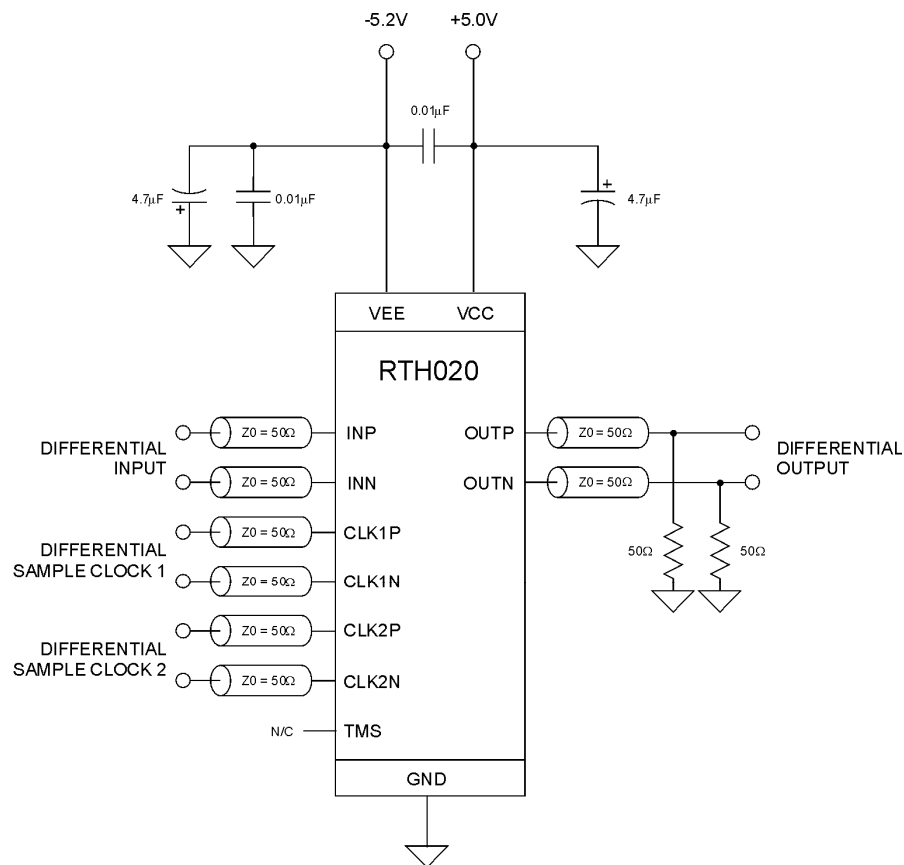 -5.2V
+5.0V
0.01μF
4.7μF
+
0.01μF
+
4.7μF
VEE
VCC
RTH020
DIFFERENTIAL
INPUT
Z0 = 50Ω
INP
Z0 = 50Ω
INN
DIFFERENTIAL
SAMPLE CLOCK 1
Z0 = 50Ω
CLK1P
Z0 = 50Ω
CLK1N
DIFFERENTIAL
SAMPLE CLOCK 2
Z0 = 50Ω
CLK2P
Z0 = 50Ω
CLK2N
N/C
TMS
OUTP
Z0 = 50Ω
OUTN
Z0 = 50Ω
DIFFERENTIAL
OUTPUT
50Ω
50Ω
GND